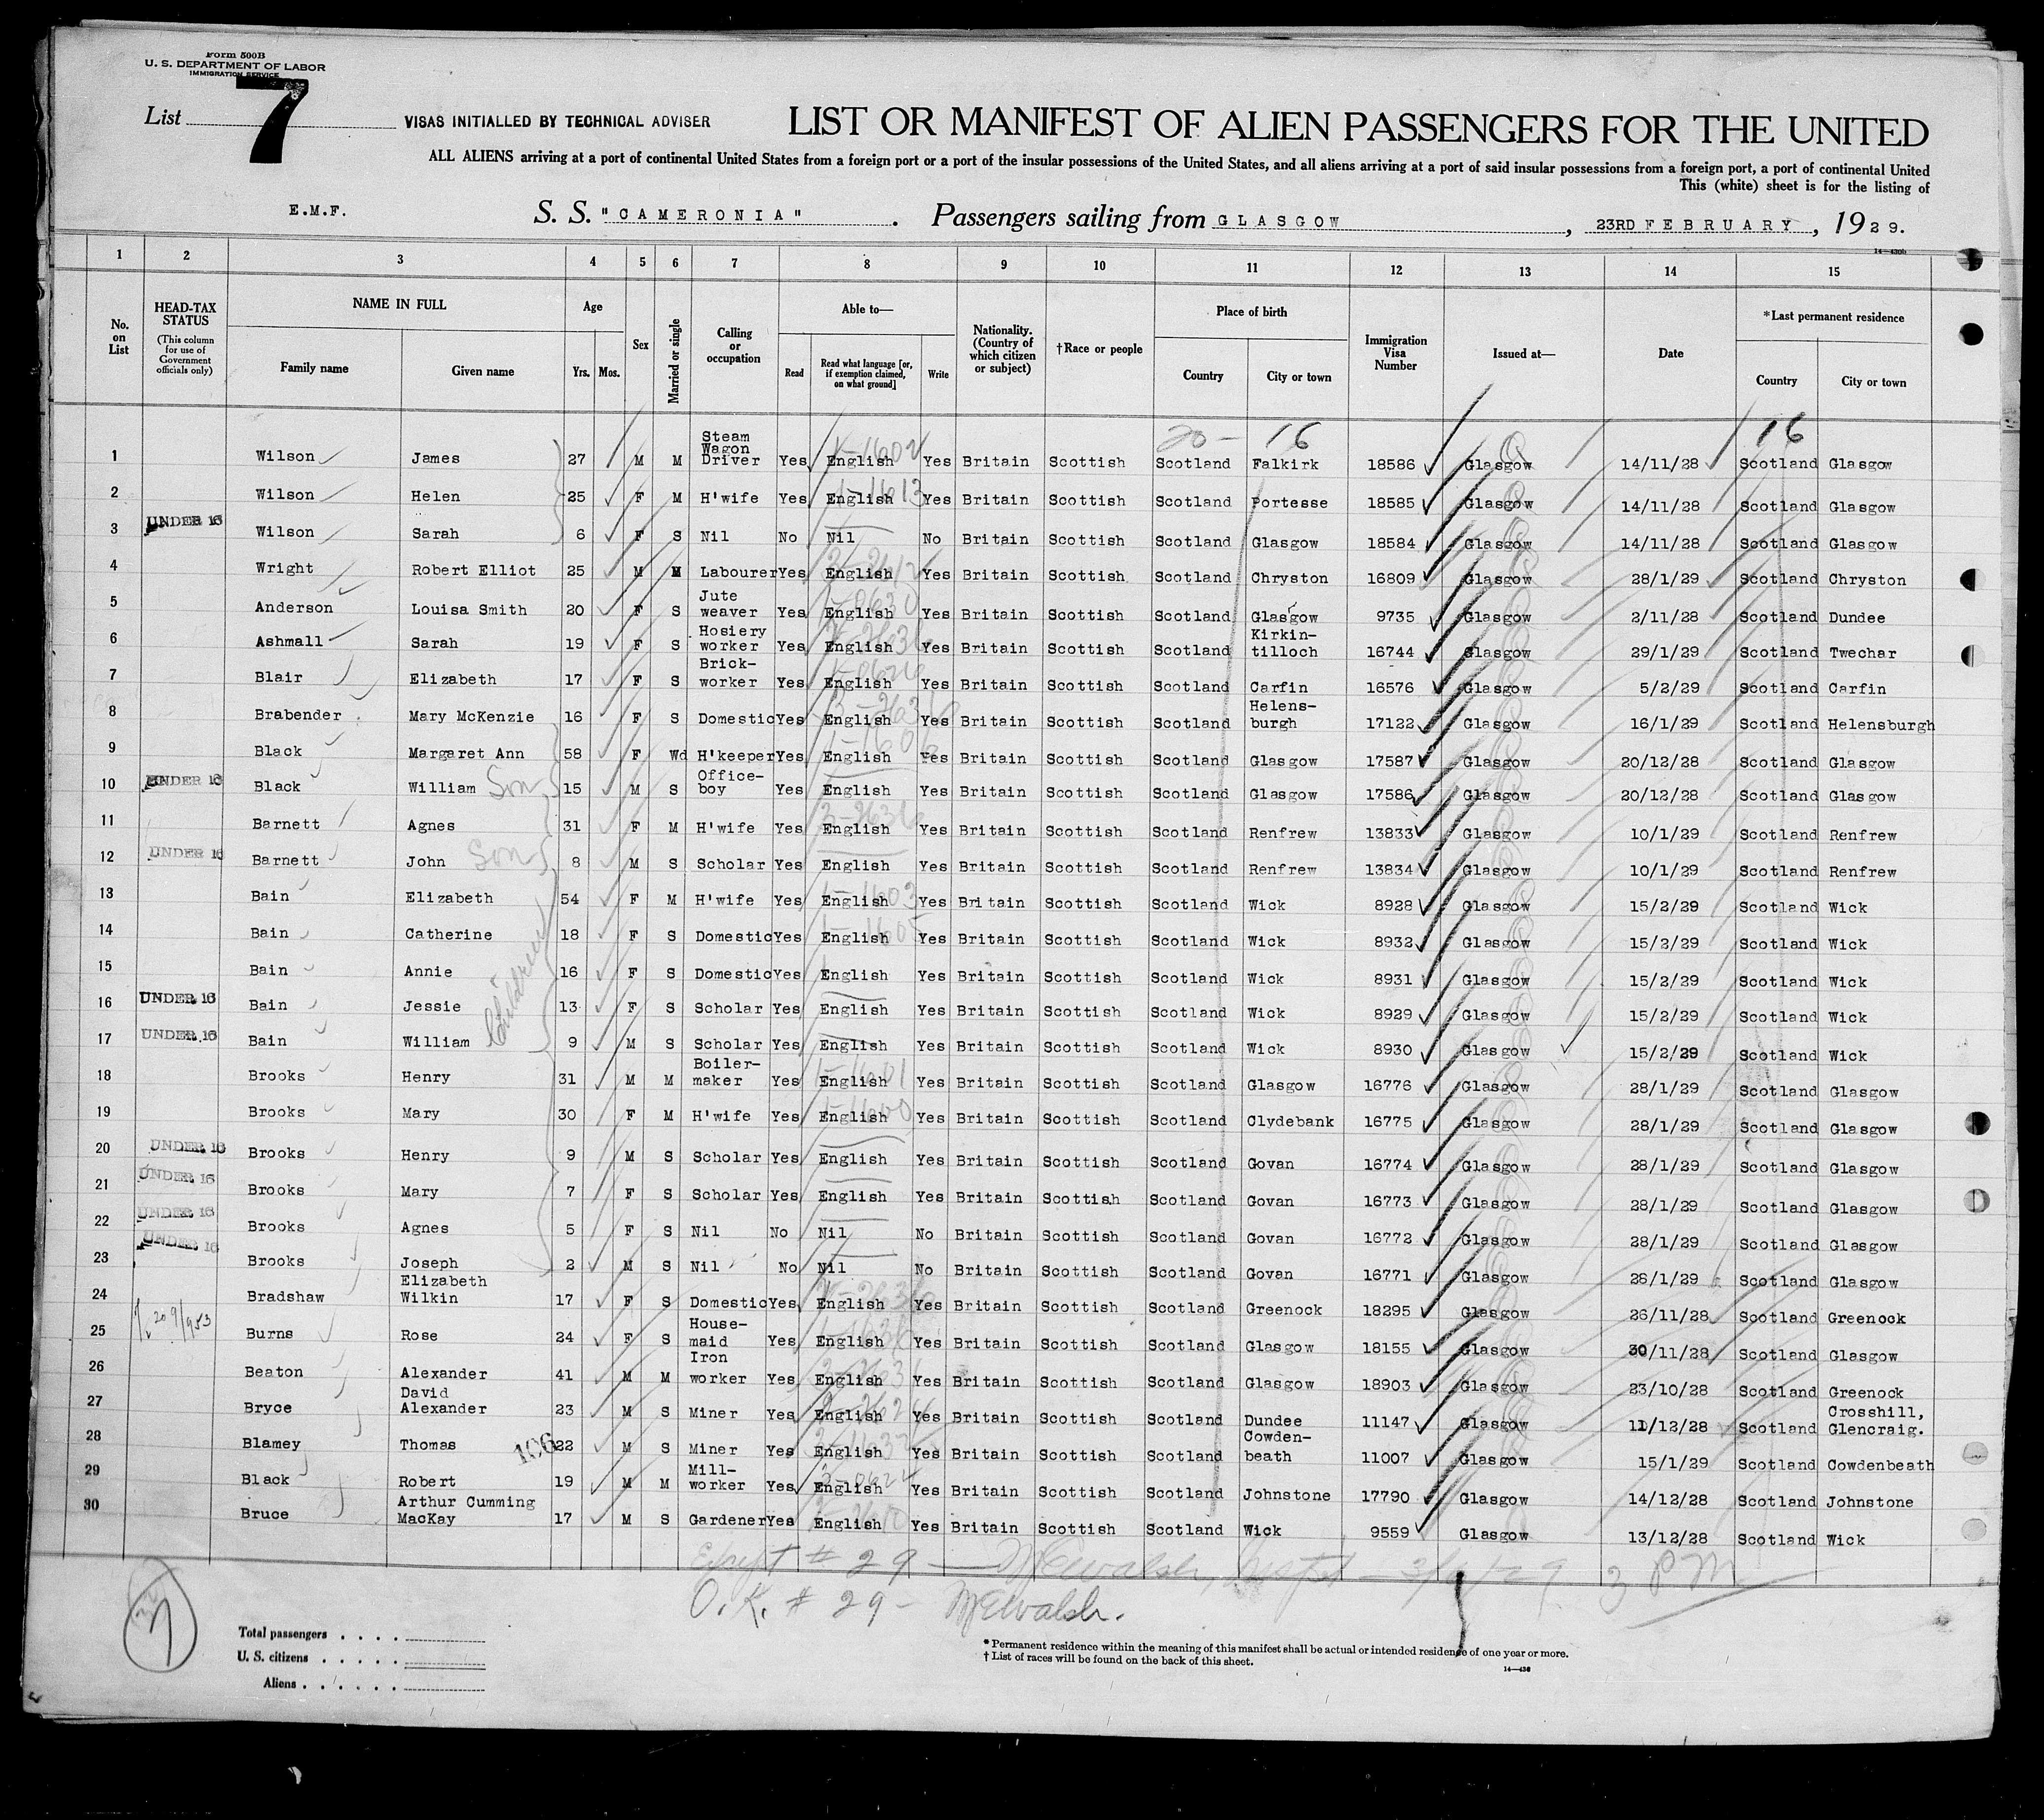 Form 500B
U. S. DEPARTMENT OF LABOR
IMMIGRATION SERVICE
List 7
VISAS INITIALLED BY TECHNICAL ADVISER
LIST OR MANIFEST OF ALIEN PASSENGERS FOR THE UNITED
ALL ALIENS arriving at a port of continental United States from a foreign port or a port of the insular possessions of the United States, and all aliens arriving at a port of said insular possessions from a foreign port, a port of continental United
This (white) sheet is for the listing of
E.M.F. S. S. "CAMERONIA" . Passengers sailing from GLASGOW , 23RD FEBRUARY , 1929.
14—430b
1 2 3 4 5 6 7 8 9 10 11 12 13 14 15
No. on List
HEAD-TAX STATUS (This column for use of Government officials only)
NAME IN FULL
Family name Given name
Age Yrs. Mos.
Sex
Married or single
Calling or occupation
Able to—
Read Read what language [or, if exemption claimed, on what ground] Write
Nationality. (Country of which citizen or subject)
†Race or people
Place of birth
Country City or town
Immigration Visa Number
Issued at—
Date
*Last permanent residence
Country City or town
20 - 16 16
1 Wilson James 27 M M Steam Wagon Driver Yes English Yes Britain Scottish Scotland Falkirk 18586 Glasgow 14/11/28 Scotland Glasgow
2 Wilson Helen 25 F M H'wife Yes English Yes Britain Scottish Scotland Portesse 18585 Glasgow 14/11/28 Scotland Glasgow
3 UNDER 16 Wilson Sarah 6 F S Nil No Nil No Britain Scottish Scotland Glasgow 18584 Glasgow 14/11/28 Scotland Glasgow
4 Wright Robert Elliot 25 M M Labourer Yes English Yes Britain Scottish Scotland Chryston 16809 Glasgow 28/1/29 Scotland Chryston
5 Anderson Louisa Smith 20 F S Jute weaver Yes English Yes Britain Scottish Scotland Glasgow 9735 Glasgow 2/11/28 Scotland Dundee
6 Ashmall Sarah 19 F S Hosiery worker Yes English Yes Britain Scottish Scotland Kirkin-tilloch 16744 Glasgow 29/1/29 Scotland Twechar
7 Blair Elizabeth 17 F S Brick-worker Yes English Yes Britain Scottish Scotland Carfin 16576 Glasgow 5/2/29 Scotland Carfin
8 Brabender Mary McKenzie 16 F S Domestic Yes English Yes Britain Scottish Scotland Helens-burgh 17122 Glasgow 16/1/29 Scotland Helensburgh
9 Black Margaret Ann 58 F Wd H'keeper Yes English Yes Britain Scottish Scotland Glasgow 17587 Glasgow 20/12/28 Scotland Glasgow
10 UNDER 16 Black William Son 15 M S Office-boy Yes English Yes Britain Scottish Scotland Glasgow 17586 Glasgow 20/12/28 Scotland Glasgow
11 Barnett Agnes 31 F M H'wife Yes English Yes Britain Scottish Scotland Renfrew 13833 Glasgow 10/1/29 Scotland Renfrew
12 UNDER 16 Barnett John Son 8 M S Scholar Yes English Yes Britain Scottish Scotland Renfrew 13834 Glasgow 10/1/29 Scotland Renfrew
13 Bain Elizabeth 54 F M H'wife Yes English Yes Britain Scottish Scotland Wick 8928 Glasgow 15/2/29 Scotland Wick
14 Bain Catherine 18 F S Domestic Yes English Yes Britain Scottish Scotland Wick 8932 Glasgow 15/2/29 Scotland Wick
15 Bain Annie 16 F S Domestic Yes English Yes Britain Scottish Scotland Wick 8931 Glasgow 15/2/29 Scotland Wick
16 UNDER 16 Bain Jessie 13 F S Scholar Yes English Yes Britain Scottish Scotland Wick 8929 Glasgow 15/2/29 Scotland Wick
Children
17 UNDER 16 Bain William 9 M S Scholar Yes English Yes Britain Scottish Scotland Wick 8930 Glasgow 15/2/29 Scotland Wick
18 Brooks Henry 31 M M Boiler-maker Yes English Yes Britain Scottish Scotland Glasgow 16776 Glasgow 28/1/29 Scotland Glasgow
19 Brooks Mary 30 F M H'wife Yes English Yes Britain Scottish Scotland Clydebank 16775 Glasgow 28/1/29 Scotland Glasgow
20 UNDER 16 Brooks Henry 9 M S Scholar Yes English Yes Britain Scottish Scotland Govan 16774 Glasgow 28/1/29 Scotland Glasgow
21 UNDER 16 Brooks Mary 7 F S Scholar Yes English Yes Britain Scottish Scotland Govan 16773 Glasgow 28/1/29 Scotland Glasgow
22 UNDER 16 Brooks Agnes 5 F S Nil No Nil No Britain Scottish Scotland Govan 16772 Glasgow 28/1/29 Scotland Glasgow
23 UNDER 16 Brooks Joseph 2 M S Nil No Nil No Britain Scottish Scotland Govan 16771 Glasgow 28/1/29 Scotland Glasgow
24 Bradshaw Elizabeth Wilkin 17 F S Domestic Yes English Yes Britain Scottish Scotland Greenock 18295 Glasgow 26/11/28 Scotland Greenock
25 Burns Rose 24 F S House-maid Yes English Yes Britain Scottish Scotland Glasgow 18155 Glasgow 30/11/28 Scotland Glasgow
26 Beaton Alexander 41 M M Iron worker Yes English Yes Britain Scottish Scotland Glasgow 18903 Glasgow 23/10/28 Scotland Greenock
27 Bryce David Alexander 23 M S Miner Yes English Yes Britain Scottish Scotland Dundee 11147 Glasgow 11/12/28 Scotland Crosshill, Glencraig.
28 Blamey Thomas 106 22 M S Miner Yes English Yes Britain Scottish Scotland Cowden-beath 11007 Glasgow 15/1/29 Scotland Cowdenbeath
29 Black Robert 19 M M Mill-worker Yes English Yes Britain Scottish Scotland Johnstone 17790 Glasgow 14/12/28 Scotland Johnstone
30 Bruce Arthur Cumming MacKay 17 M S Gardener Yes English Yes Britain Scottish Scotland Wick 9559 Glasgow 13/12/28 Scotland Wick
Except # 29 — 3 PM
O.K. # 29 - MEWalsh.
7
Total passengers . . . .
U. S. citizens . . . . .
Aliens . . . . . .
* Permanent residence within the meaning of this manifest shall be actual or intended residence of one year or more.
† List of races will be found on the back of this sheet.
14—430